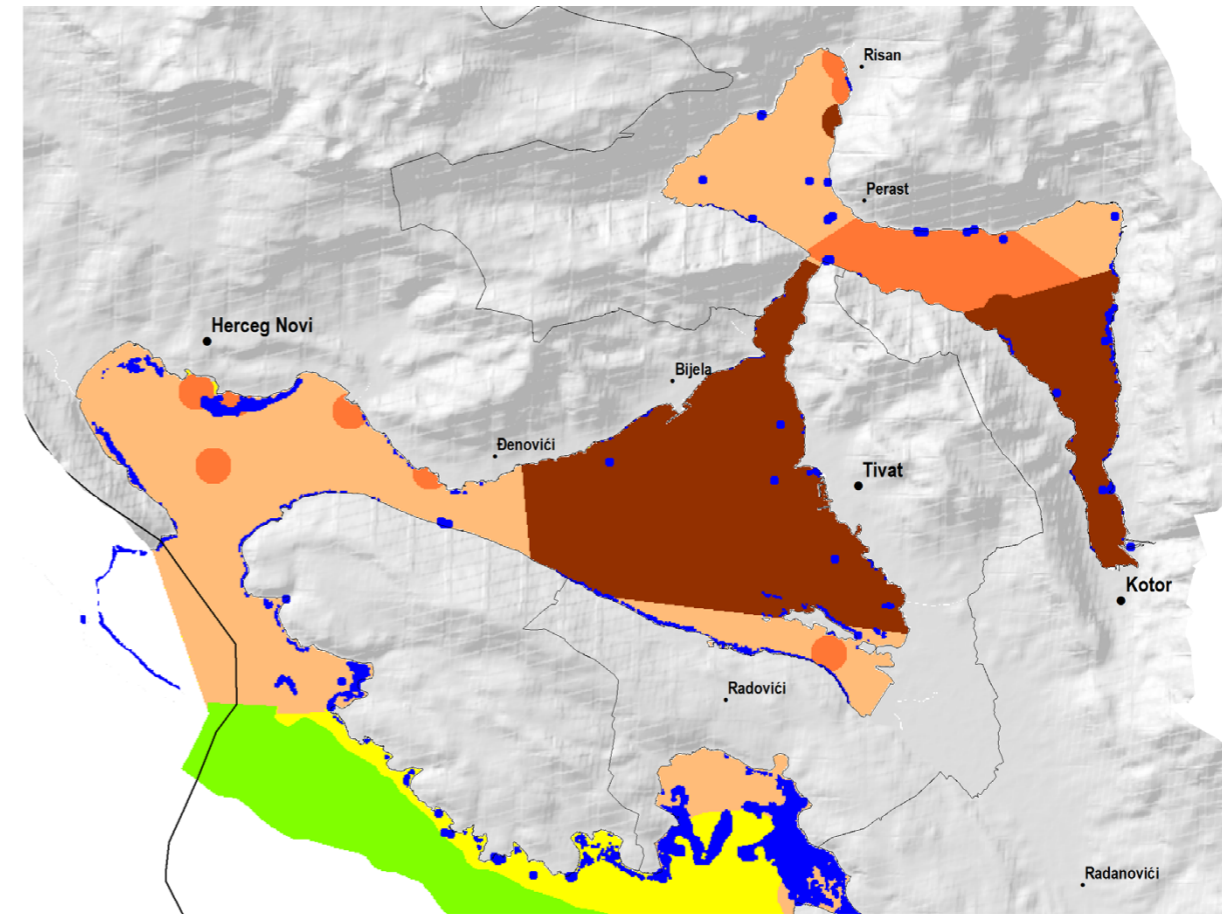 Risan
Perast
Herceg Novi
Bijela
Đenovići
Tivat
Kotor
Radovići
Radanovići